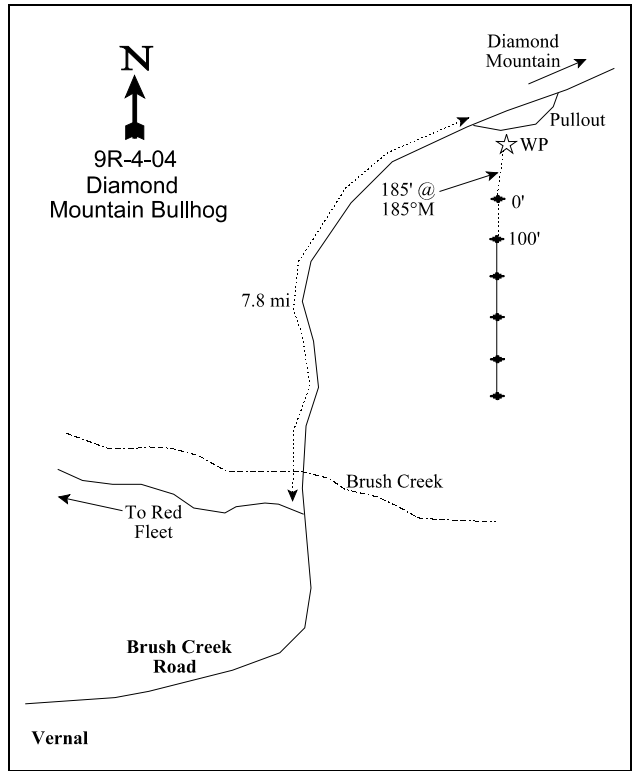 Diamond
Mountain
N
Pullout
WP
9R-4-04
Diamond
Mountain Bullhog
185' @
185°M
0'
100'
7.8 mi
Brush Creek
To Red
Fleet
Brush Creek
Road
Vernal